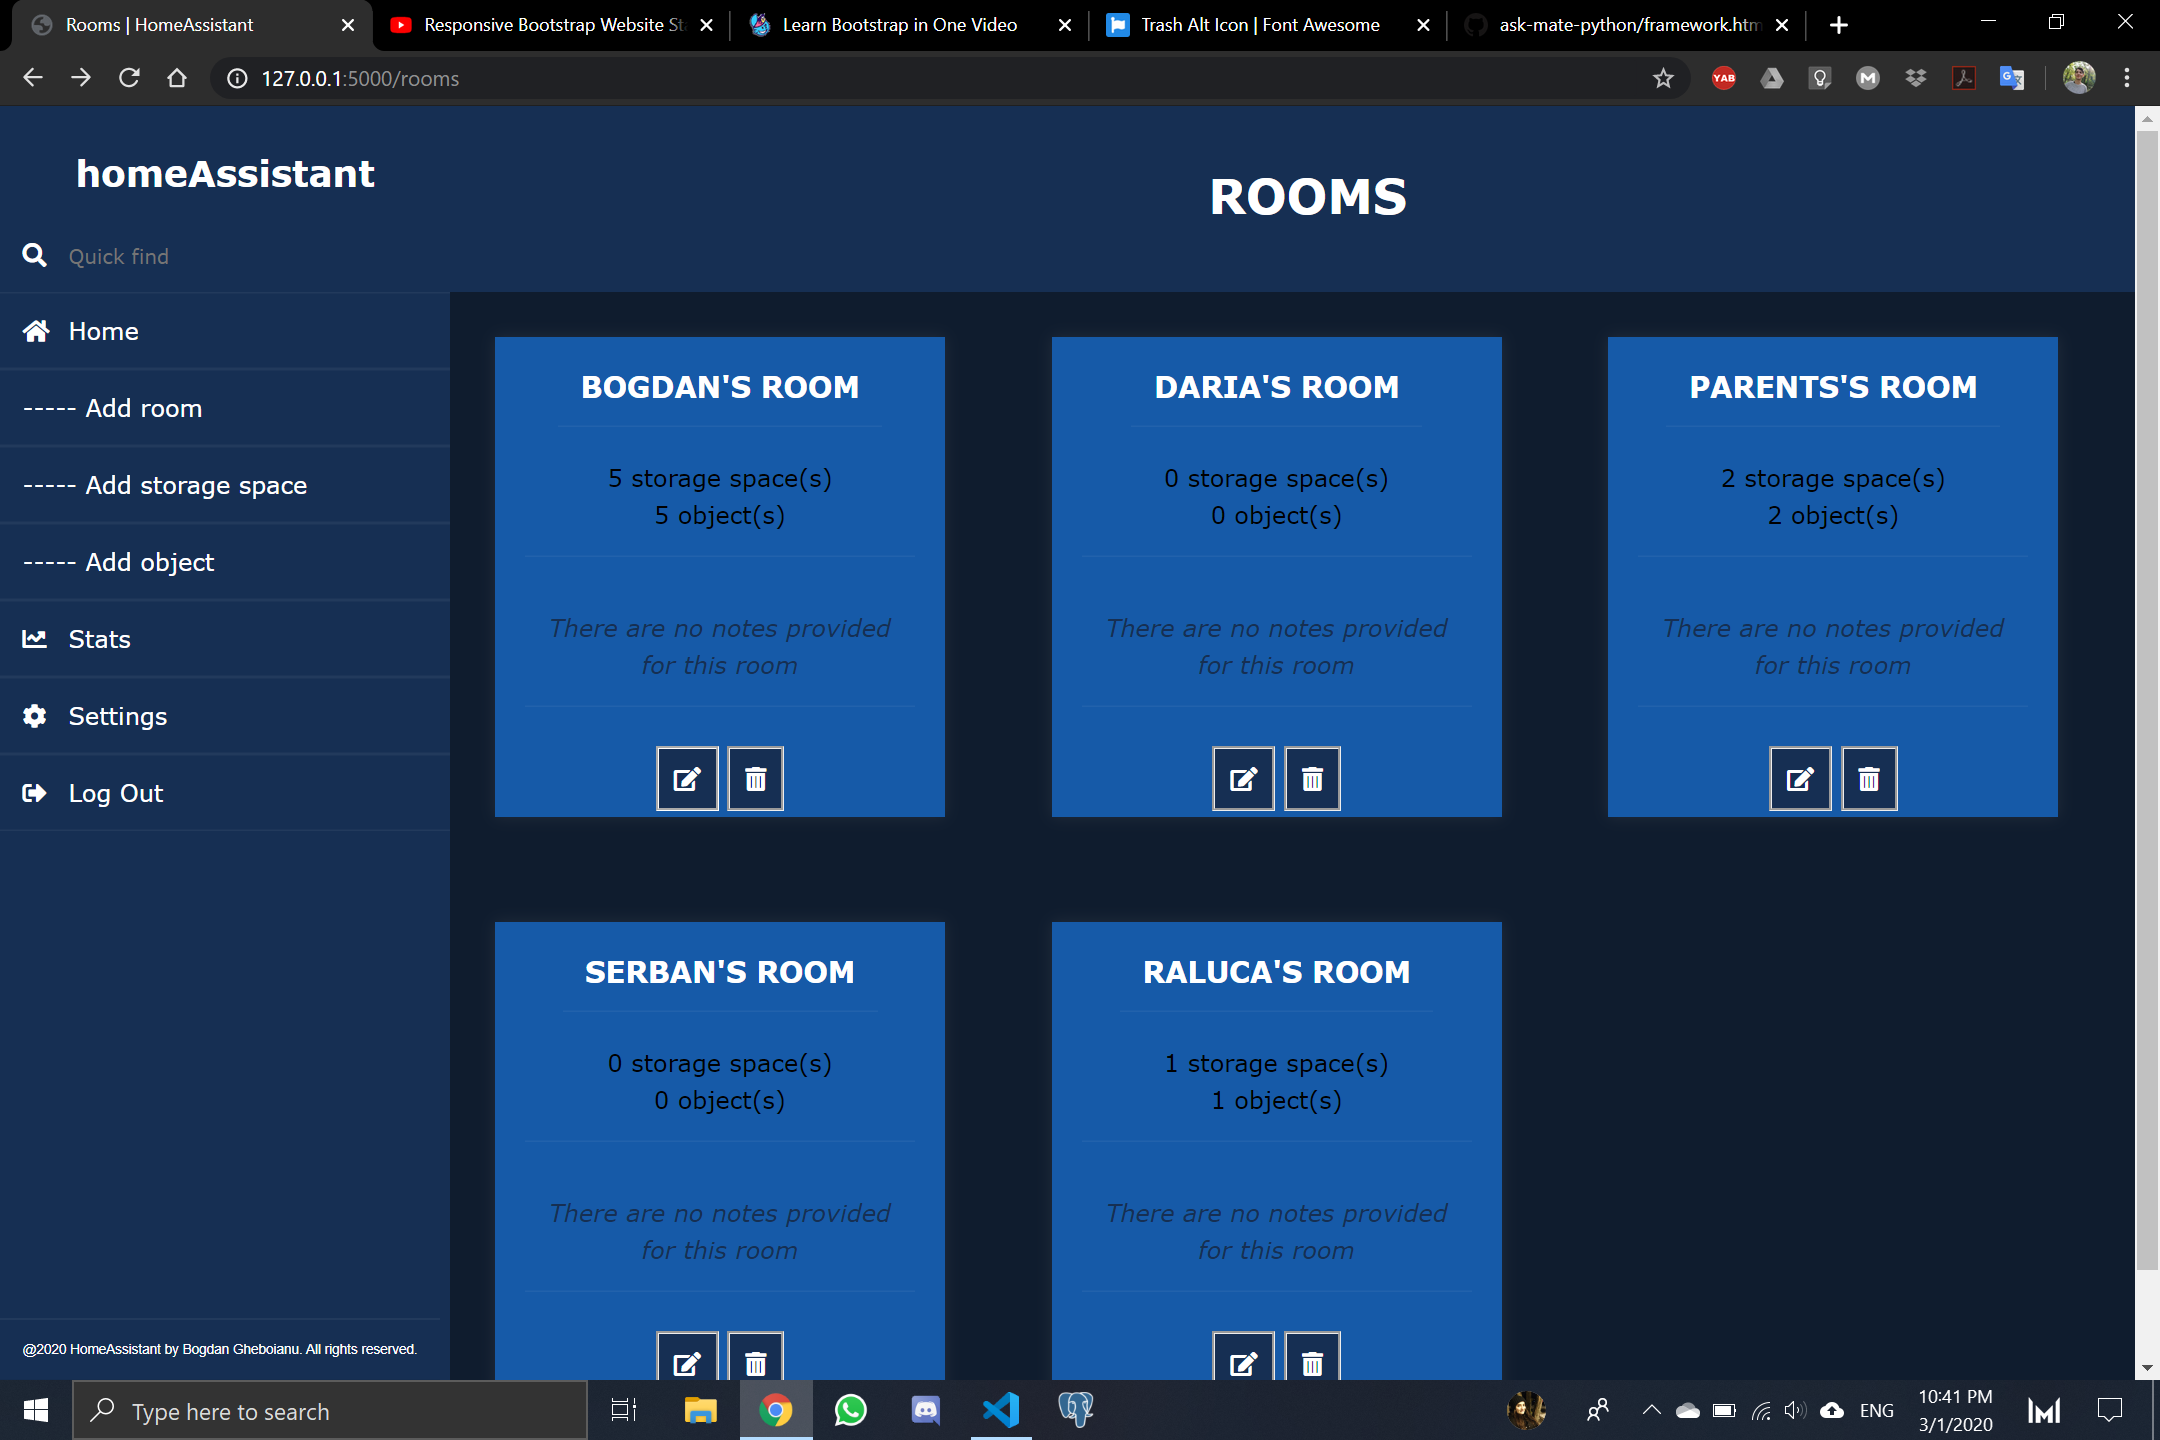 Rooms | HomeAssistant
Responsive Bootstrap Website St
Learn Bootstrap in One Video
Trash Alt Icon | Font Awesome
ask-mate-python/framework.htm
127.0.0.1:5000/rooms
YAB
homeAssistant
ROOMS
Quick find
Home
----- Add room
----- Add storage space
----- Add object
Stats
Settings
Log Out
BOGDAN'S ROOM
5 storage space(s)
5 object(s)
There are no notes provided
for this room
DARIA'S ROOM
0 storage space(s)
0 object(s)
There are no notes provided
for this room
PARENTS'S ROOM
2 storage space(s)
2 object(s)
There are no notes provided
for this room
SERBAN'S ROOM
0 storage space(s)
0 object(s)
There are no notes provided
for this room
RALUCA'S ROOM
1 storage space(s)
1 object(s)
There are no notes provided
for this room
@2020 HomeAssistant by Bogdan Gheboianu. All rights reserved.
Type here to search
ENG
10:41 PM
3/1/2020